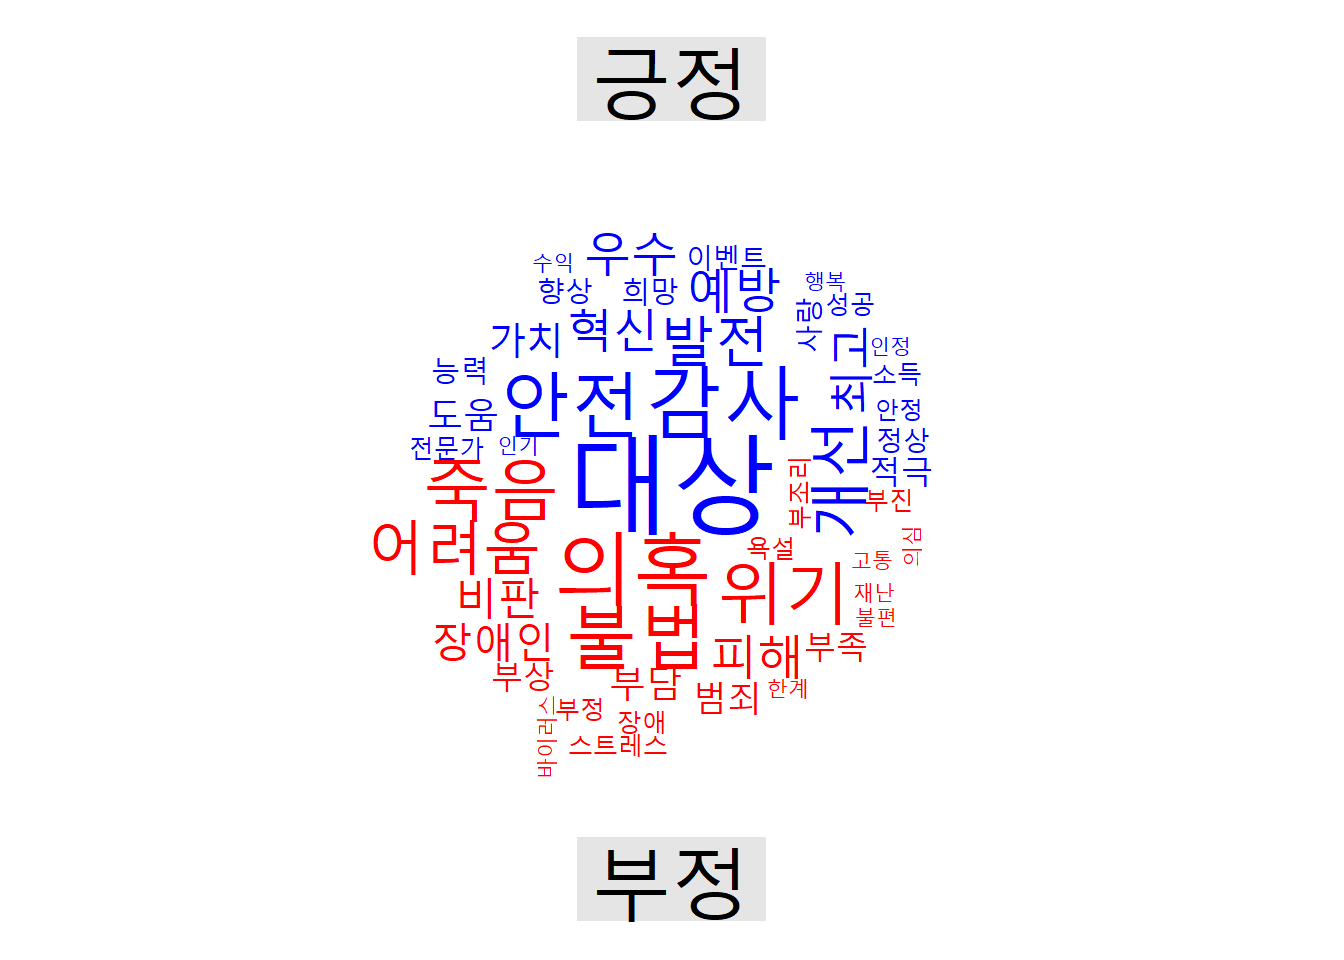 긍정
우수
이벤트
수익
향상
희망
예방
행복
성공
사랑
가치
혁신
발전
최고
인정
능력
소득
안전
감사
도움
안정
전문가
인기
개선
정상
대상
적극
죽음
부조리
부진
어려움
의혹
욕설
의심
위기
고통
비판
재난
불편
장애인
불법
피해
부족
부상
부담
범죄
한계
바이러스
부정
장애
스트레스
부정